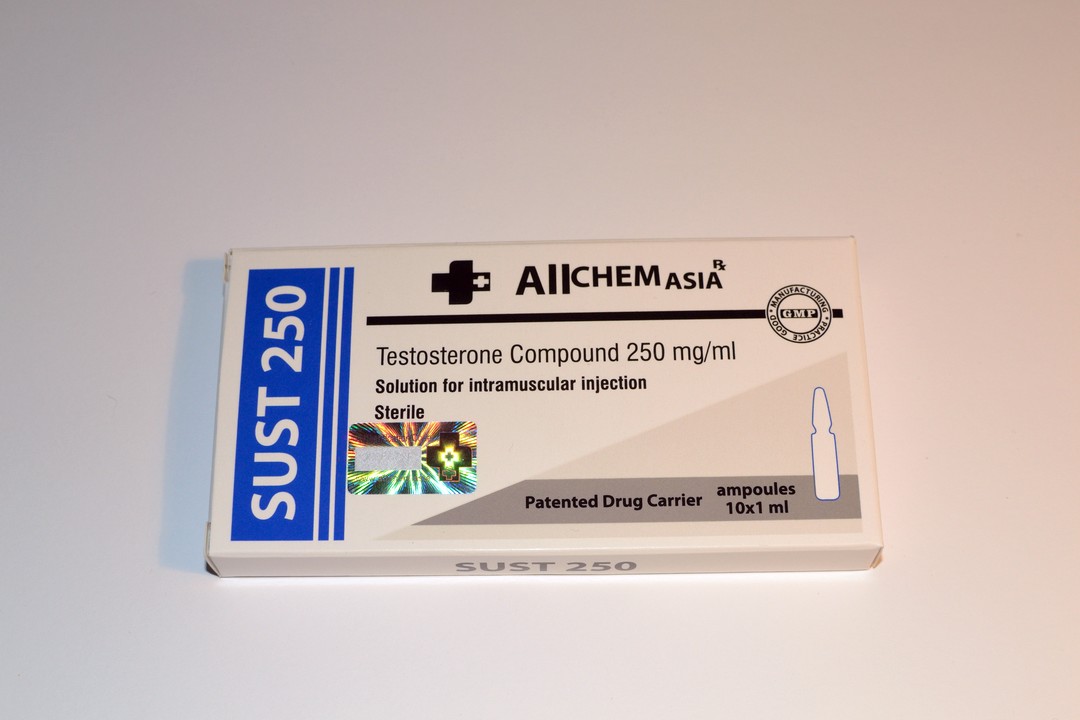 SUST 250
AllCHEM ASIA Rx
GOOD • MANUFACTURING • PRACTICE
GMP
Testosterone Compound 250 mg/ml
Solution for intramuscular injection
Sterile
Patented Drug Carrier
ampoules
10x1 ml
SUST 250